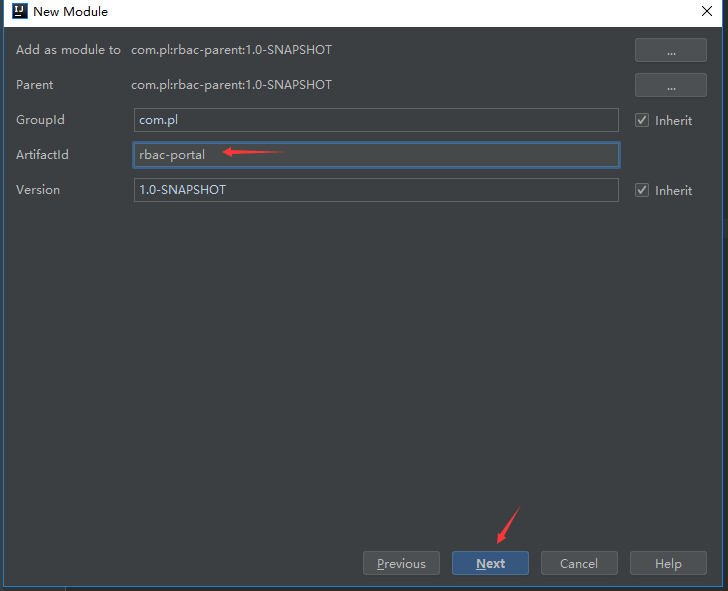 New Module
Add as module to com.pl:rbac-parent:1.0-SNAPSHOT ...
Parent com.pl:rbac-parent:1.0-SNAPSHOT ...
GroupId com.pl Inherit
ArtifactId rbac-portal
Version 1.0-SNAPSHOT Inherit
Previous Next Cancel Help